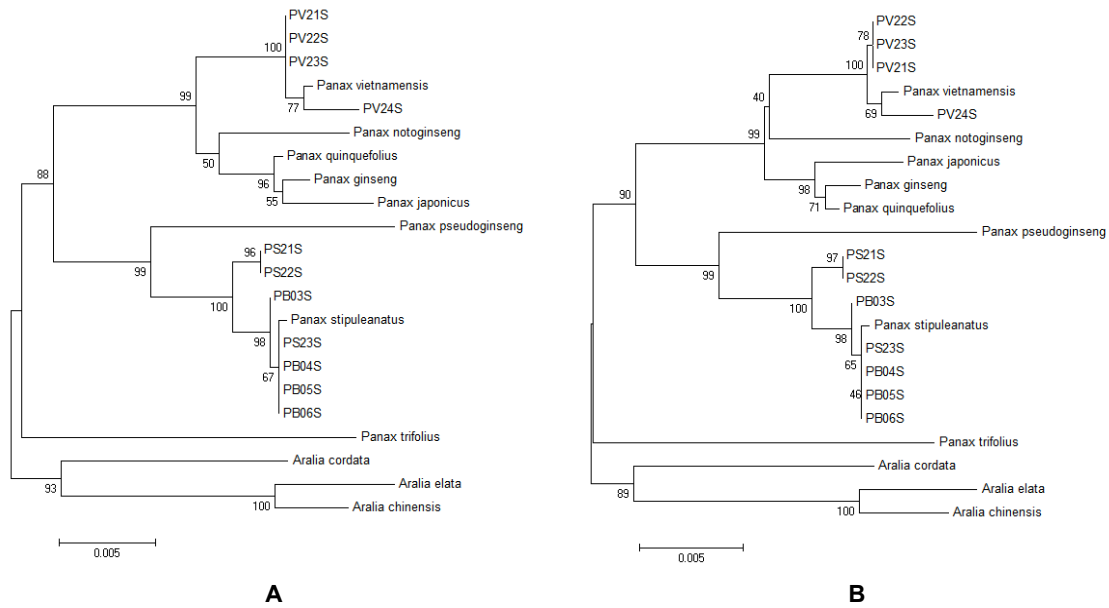 PV21S
PV22S
100
PV23S
Panax vietnamensis
77
PV24S
99
Panax notoginseng
50
Panax quinquefolius
96
Panax ginseng
55
Panax japonicus
88
Panax pseudoginseng
99
96
PS21S
PS22S
100
PB03S
Panax stipuleanatus
98
PS23S
PB04S
67
PB05S
PB06S
Panax trifolius
Aralia cordata
93
Aralia elata
100
Aralia chinensis
0.005
A
PV22S
78
PV23S
100
PV21S
Panax vietnamensis
69
PV24S
40
Panax notoginseng
99
Panax japonicus
98
Panax ginseng
71
Panax quinquefolius
90
Panax pseudoginseng
99
97
PS21S
PS22S
100
PB03S
Panax stipuleanatus
98
PS23S
65
PB04S
46
PB05S
PB06S
Panax trifolius
Aralia cordata
89
Aralia elata
100
Aralia chinensis
0.005
B